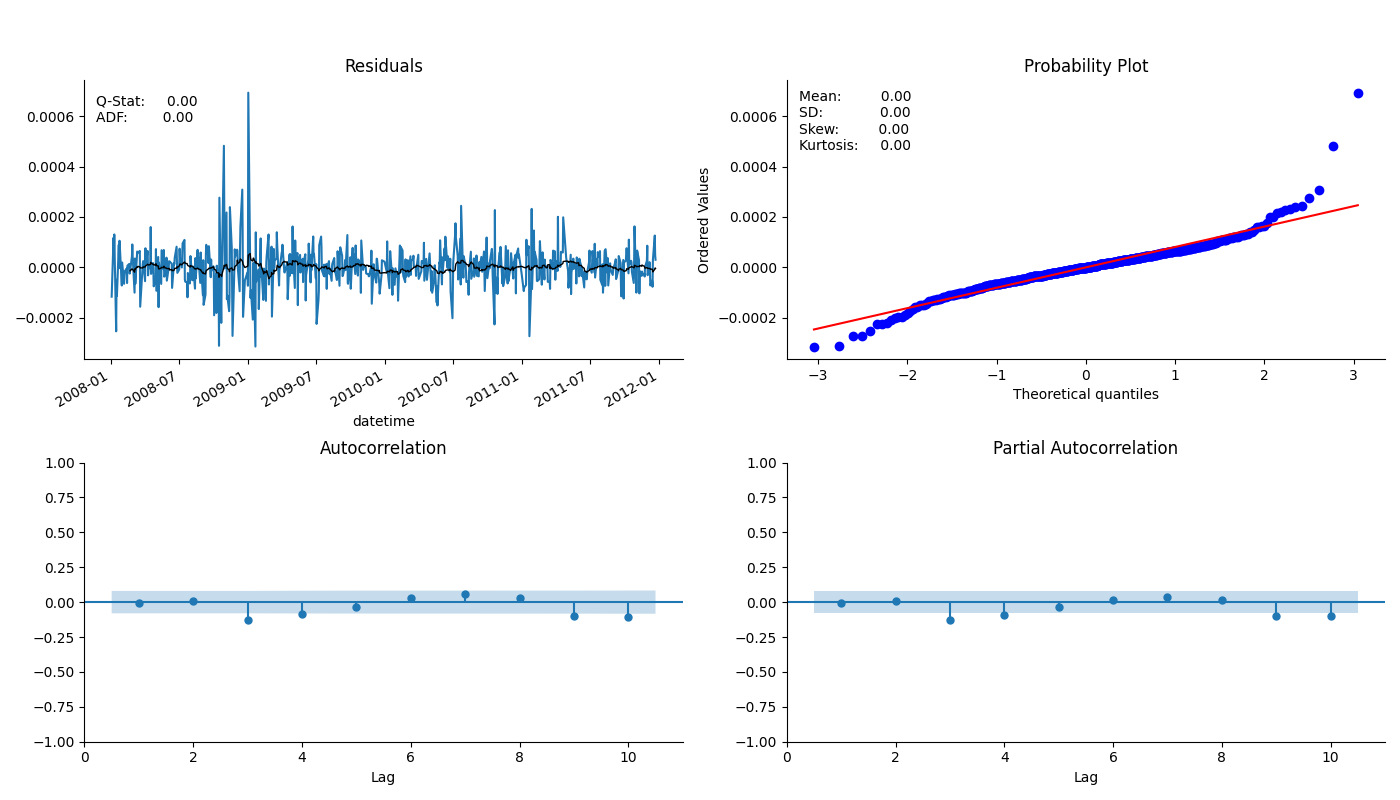 Residuals
Q-Stat: 0.00
ADF: 0.00
0.0006
0.0004
0.0002
0.0000
−0.0002
2008-01
2008-07
2009-01
2009-07
2010-01
2010-07
2011-01
2011-07
2012-01
datetime
Probability Plot
Mean: 0.00
SD: 0.00
Skew: 0.00
Kurtosis: 0.00
Ordered Values
0.0006
0.0004
0.0002
0.0000
−0.0002
−3 −2 −1 0 1 2 3
Theoretical quantiles
Autocorrelation
1.00
0.75
0.50
0.25
0.00
−0.25
−0.50
−0.75
−1.00
0 2 4 6 8 10
Lag
Partial Autocorrelation
1.00
0.75
0.50
0.25
0.00
−0.25
−0.50
−0.75
−1.00
0 2 4 6 8 10
Lag